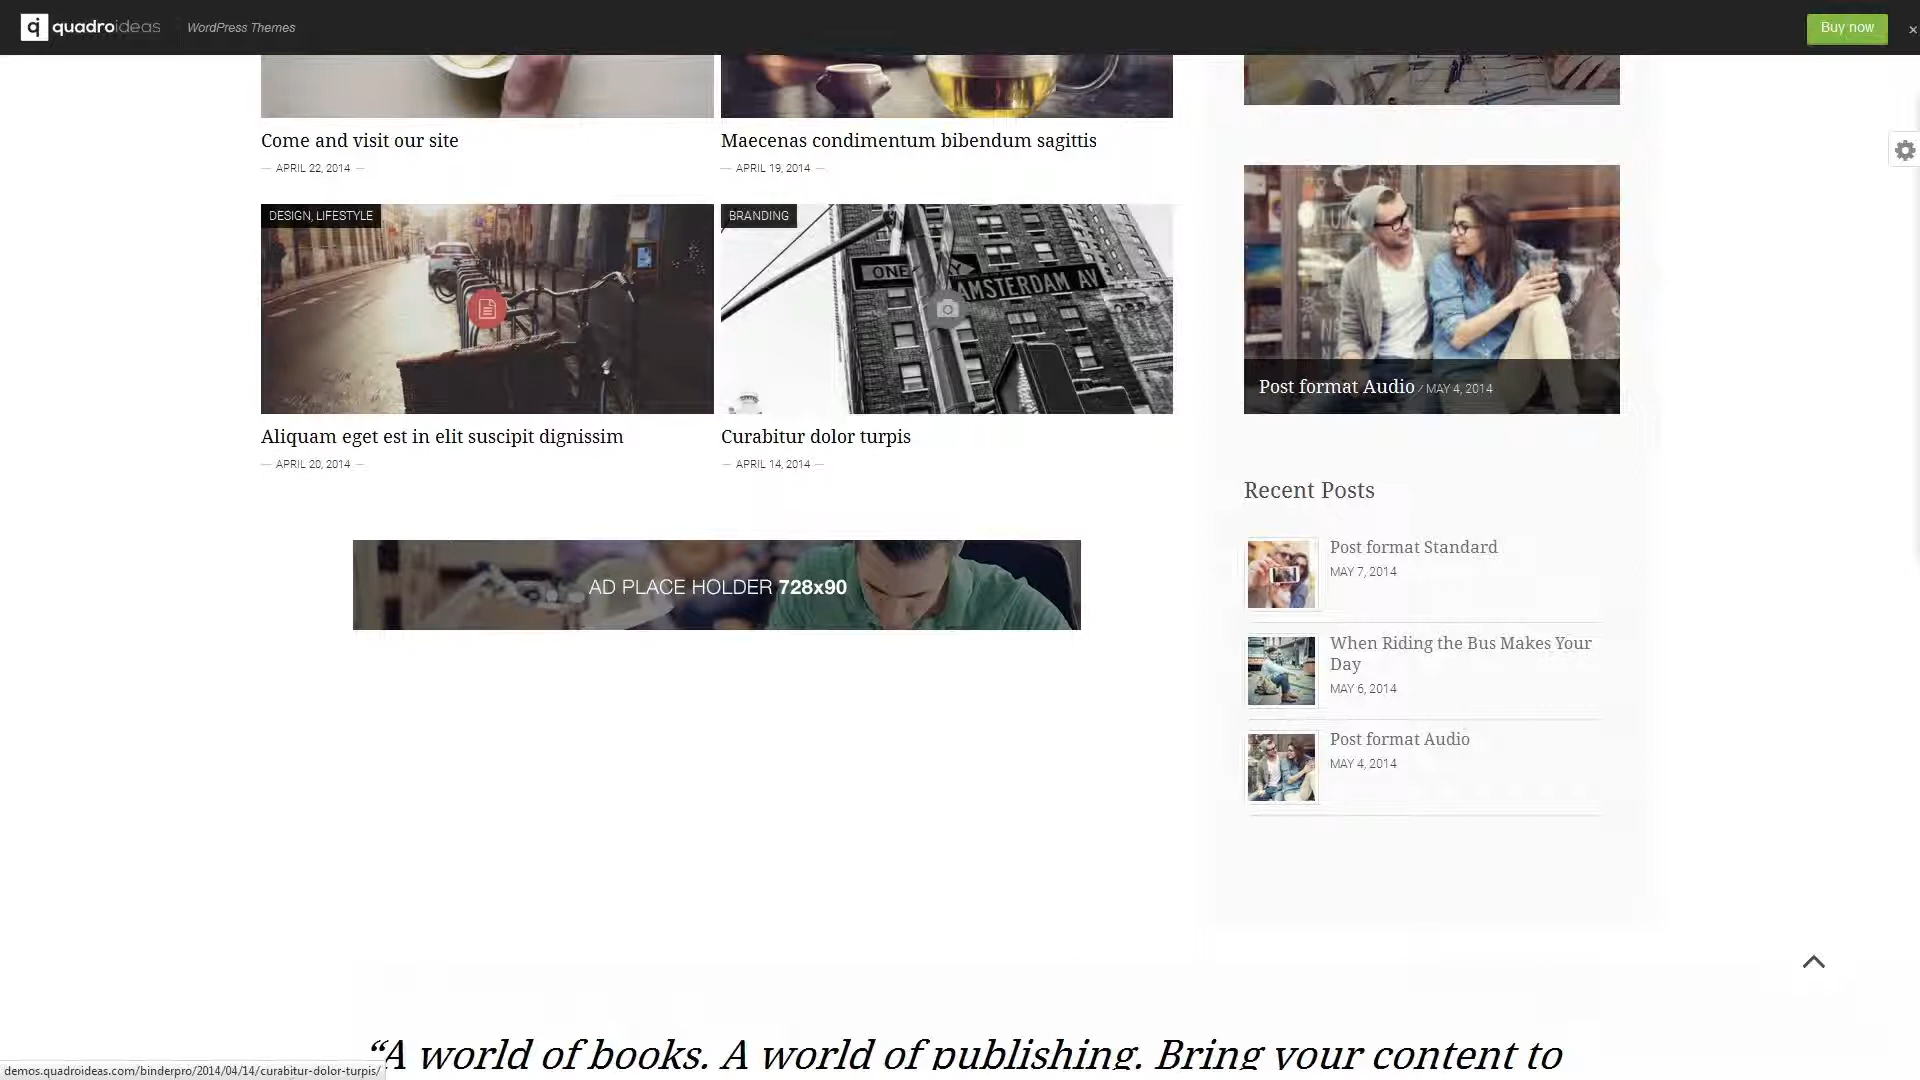 quadroideas WordPress Themes
Buy now ×
Come and visit our site
— APRIL 22, 2014 —
Maecenas condimentum bibendum sagittis
— APRIL 19, 2014 —
DESIGN, LIFESTYLE
Aliquam eget est in elit suscipit dignissim
— APRIL 20, 2014 —
BRANDING
ONE
AMSTERDAM AV
Curabitur dolor turpis
— APRIL 14, 2014 —
AD PLACE HOLDER 728x90
Post format Audio / MAY 4, 2014
Recent Posts
Post format Standard
MAY 7, 2014
When Riding the Bus Makes Your
Day
MAY 6, 2014
Post format Audio
MAY 4, 2014
“A world of books. A world of publishing. Bring your content to
demos.quadroideas.com/binderpro/2014/04/14/curabitur-dolor-turpis/